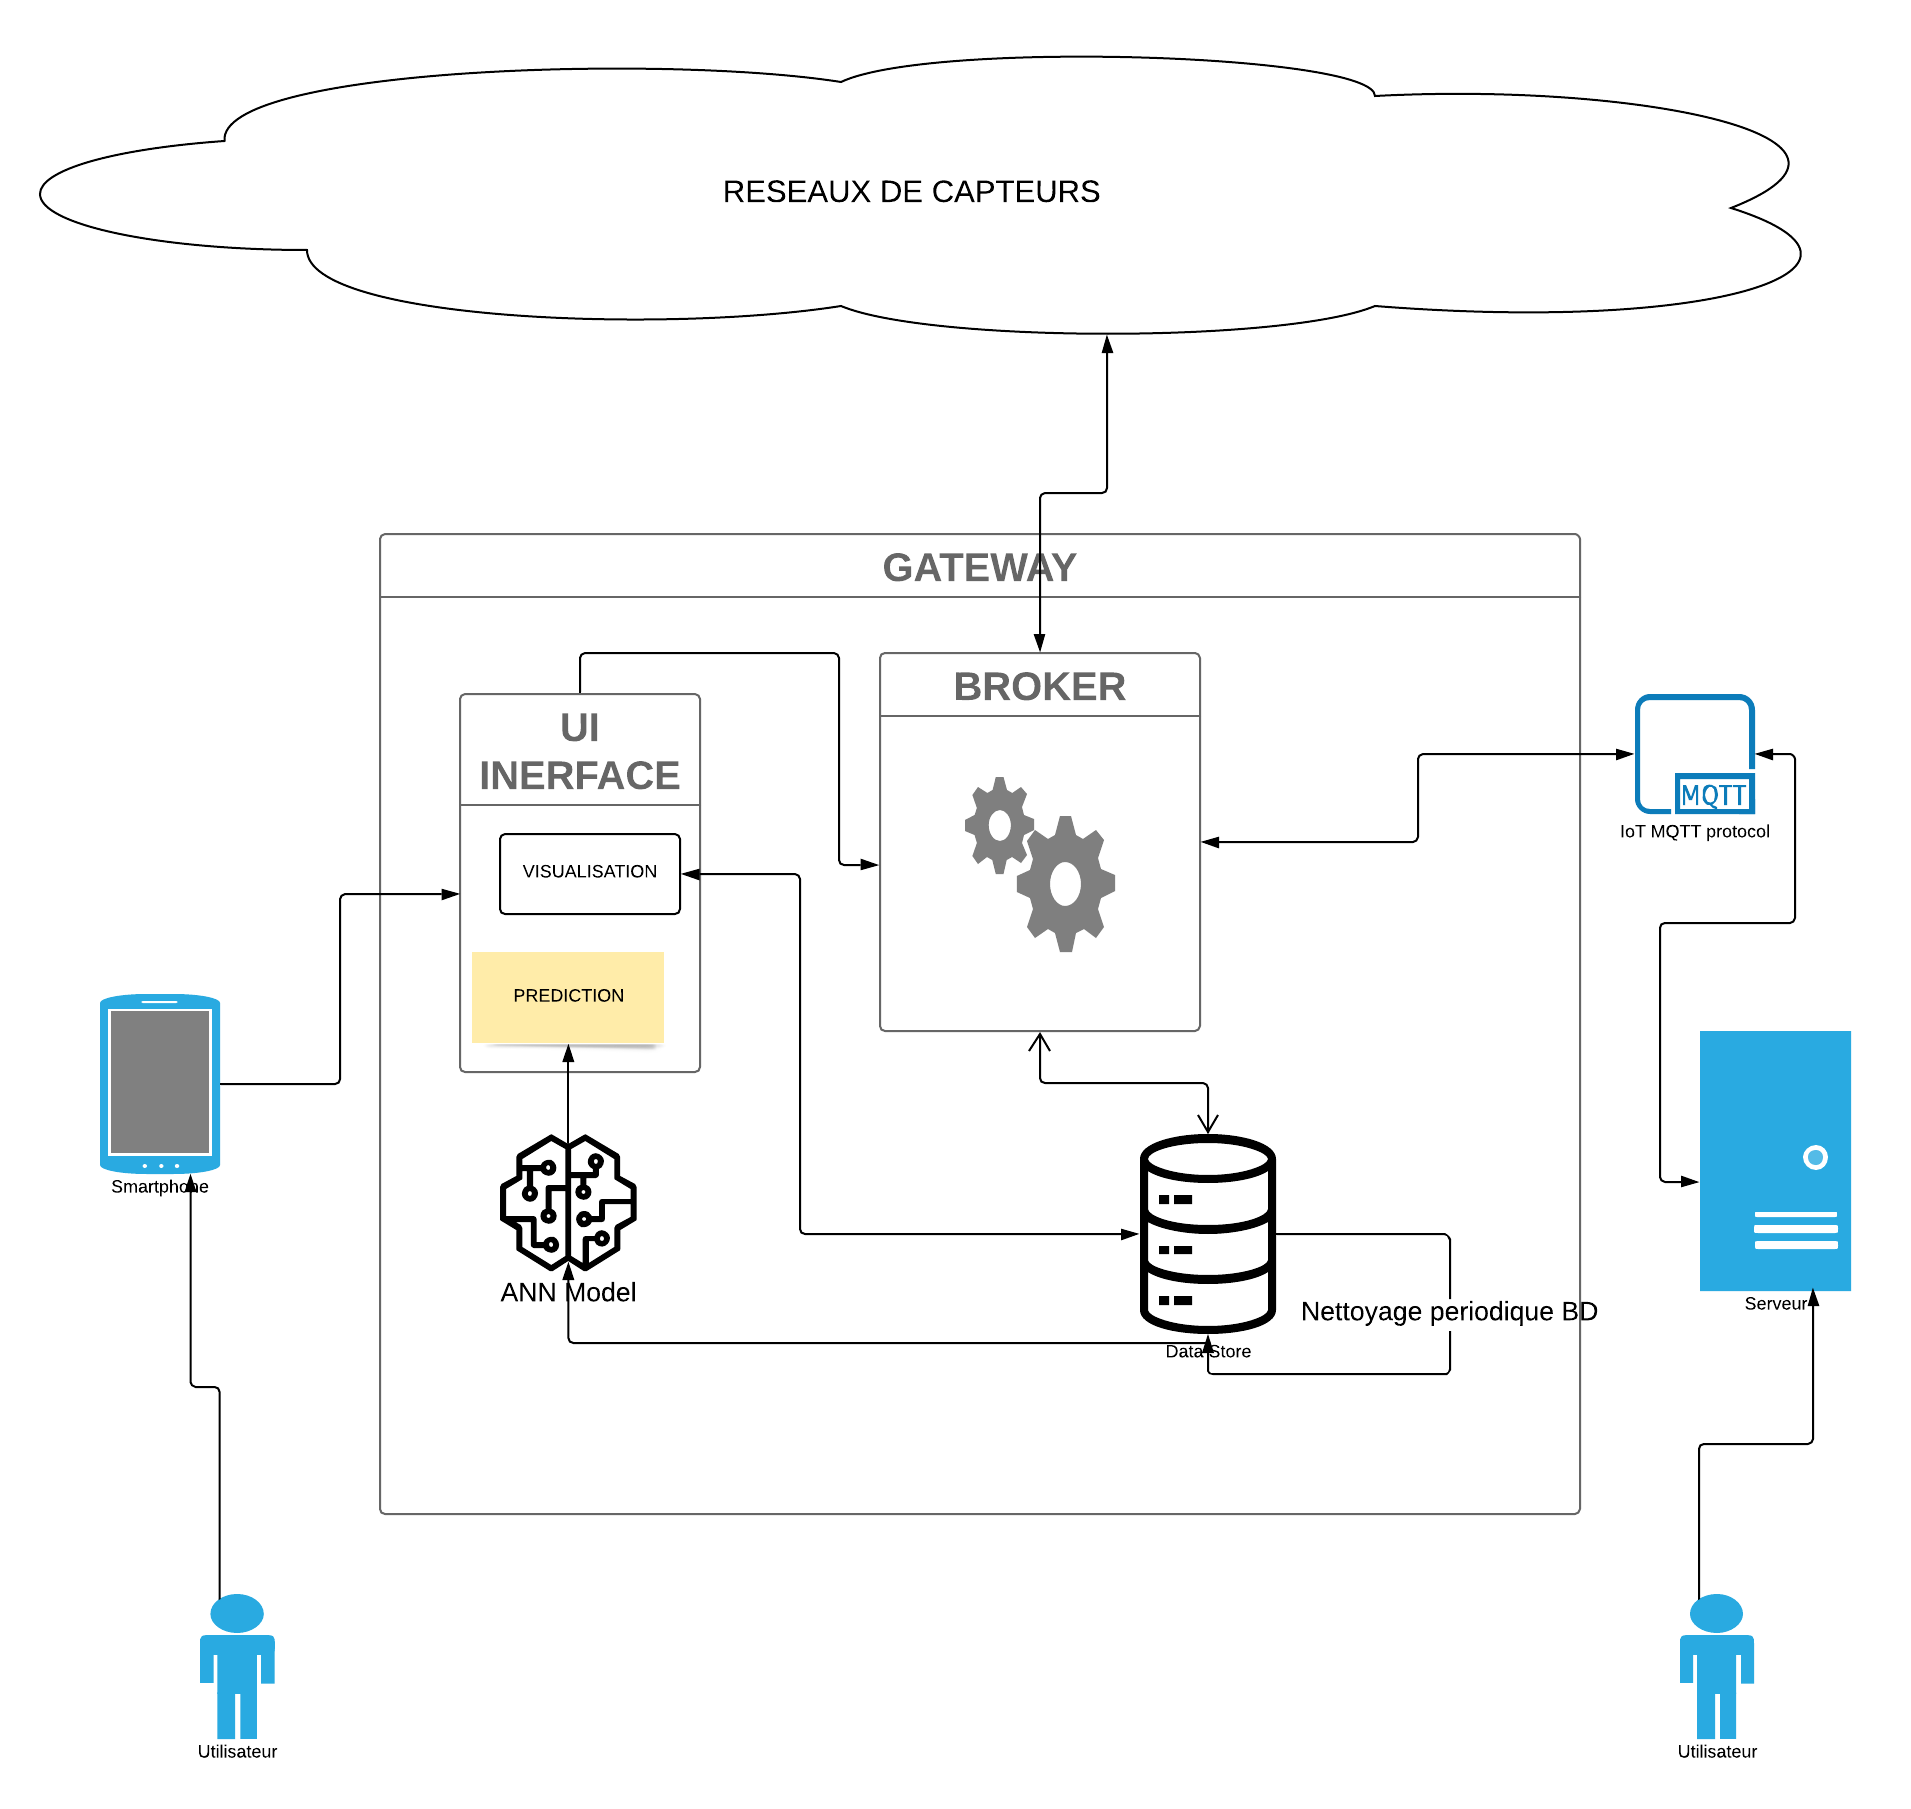 RESEAUX DE CAPTEURS
GATEWAY
BROKER
UI
INERFACE
MQTT
IoT MQTT protocol
VISUALISATION
PREDICTION
Smartphone
ANN Model
Nettoyage periodique BD
Serveur
Data Store
Utilisateur
Utilisateur